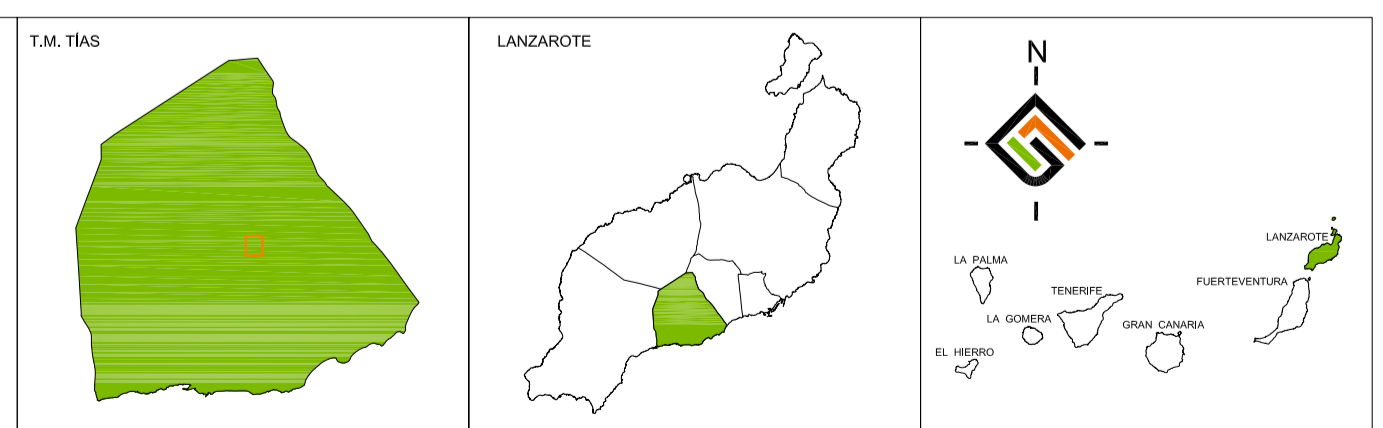 T.M. TÍAS
LANZAROTE
N
LANZAROTE
LA PALMA
FUERTEVENTURA
TENERIFE
LA GOMERA
GRAN CANARIA
EL HIERRO